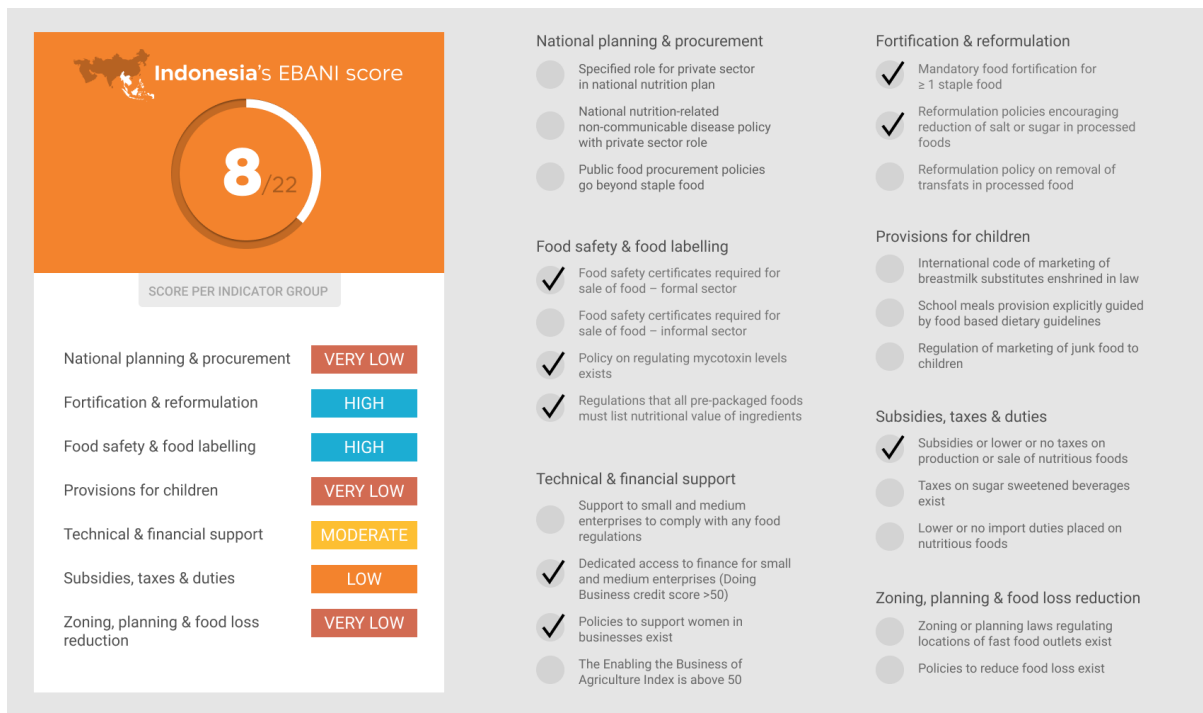 Indonesia's EBANI score
8/22
SCORE PER INDICATOR GROUP
National planning & procurement VERY LOW
Fortification & reformulation HIGH
Food safety & food labelling HIGH
Provisions for children VERY LOW
Technical & financial support MODERATE
Subsidies, taxes & duties LOW
Zoning, planning & food loss
reduction VERY LOW
National planning & procurement
Specified role for private sector
in national nutrition plan
National nutrition-related
non-communicable disease policy
with private sector role
Public food procurement policies
go beyond staple food
Food safety & food labelling
Food safety certificates required for
sale of food – formal sector
Food safety certificates required for
sale of food – informal sector
Policy on regulating mycotoxin levels
exists
Regulations that all pre-packaged foods
must list nutritional value of ingredients
Technical & financial support
Support to small and medium
enterprises to comply with any food
regulations
Dedicated access to finance for small
and medium enterprises (Doing
Business credit score >50)
Policies to support women in
businesses exist
The Enabling the Business of
Agriculture Index is above 50
Fortification & reformulation
Mandatory food fortification for
≥ 1 staple food
Reformulation policies encouraging
reduction of salt or sugar in processed
foods
Reformulation policy on removal of
transfats in processed food
Provisions for children
International code of marketing of
breastmilk substitutes enshrined in law
School meals provision explicitly guided
by food based dietary guidelines
Regulation of marketing of junk food to
children
Subsidies, taxes & duties
Subsidies or lower or no taxes on
production or sale of nutritious foods
Taxes on sugar sweetened beverages
exist
Lower or no import duties placed on
nutritious foods
Zoning, planning & food loss reduction
Zoning or planning laws regulating
locations of fast food outlets exist
Policies to reduce food loss exist